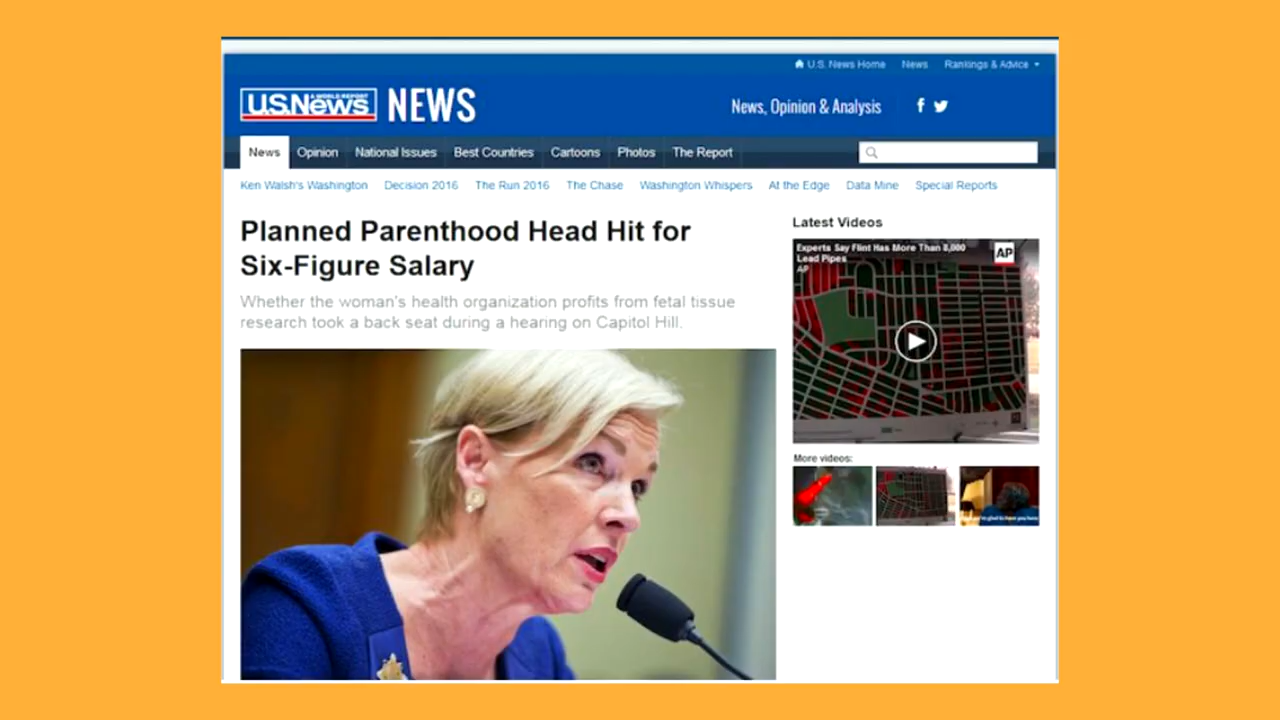 U.S. News Home News Rankings & Advice
U.S.News
& WORLD REPORT
NEWS
News, Opinion & Analysis
News Opinion National Issues Best Countries Cartoons Photos The Report
Ken Walsh's Washington Decision 2016 The Run 2016 The Chase Washington Whispers At the Edge Data Mine Special Reports
Planned Parenthood Head Hit for
Six-Figure Salary
Whether the woman's health organization profits from fetal tissue
research took a back seat during a hearing on Capitol Hill.
Latest Videos
Experts Say Flint Has More Than 8,000
Lead Pipes
AP
AP
More videos: